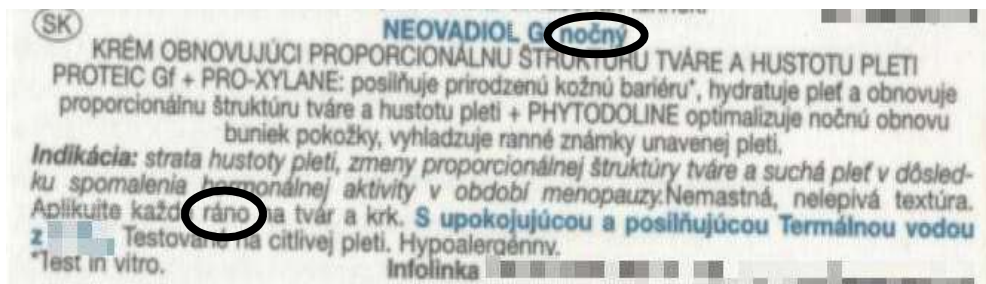 SK
NEOVADIOL nočný
KRÉM OBNOVUJÚCI PROPORCIONÁLNU ŠTRUKTÚRU TVÁRE A HUSTOTU PLETI
PROTEIC Gf + PRO-XYLANE: posilňuje prirodzenú kožnú bariéru*, hydratuje pleť a obnovuje
proporcionálnu štruktúru tváre a hustotu pleti + PHYTODOLINE optimalizuje nočnú obnovu
buniek pokožky, vyhladzuje ranné známky unavenej pleti.
Indikácia: strata hustoty pleti, zmeny proporcionálnej štruktúry tváre a suchá pleť v dôsled-
ku spomalenia hormonálnej aktivity v období menopauzy.Nemastná, nelepivá textúra.
Aplikujte každé ráno na tvár a krk. S upokojujúcou a posilňujúcou Termálnou vodou
z Testované na citlivej pleti. Hypoalergénny.
*Test in vitro.
Infolinka